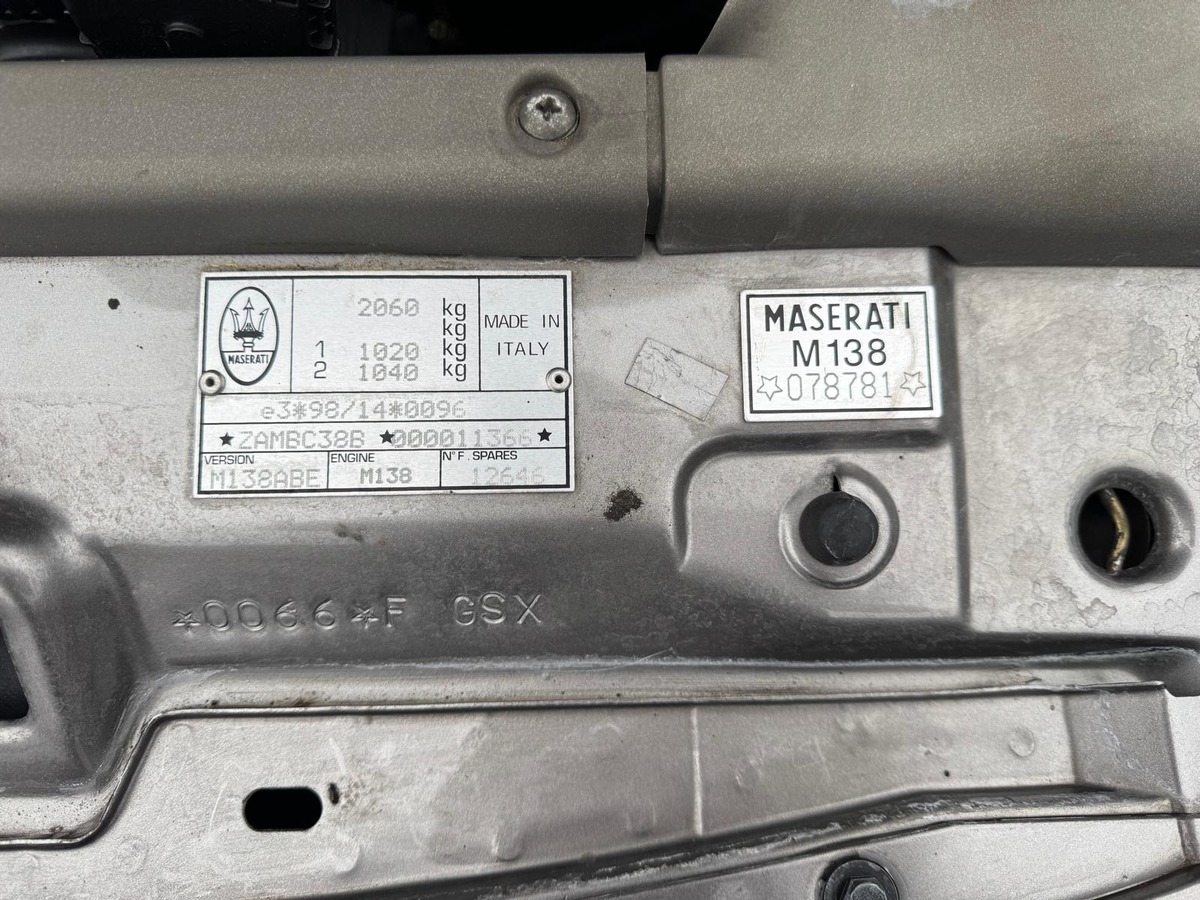 MASERATI
2060 kg
kg
1 1020 kg
2 1040 kg
MADE IN
ITALY
e3*98/14*0096
★ZAMBC38B ★000011366★
VERSION
M138ABE
ENGINE
M138
N° F. SPARES
12646
MASERATI
M138
☆078781☆
*0066*F GSX